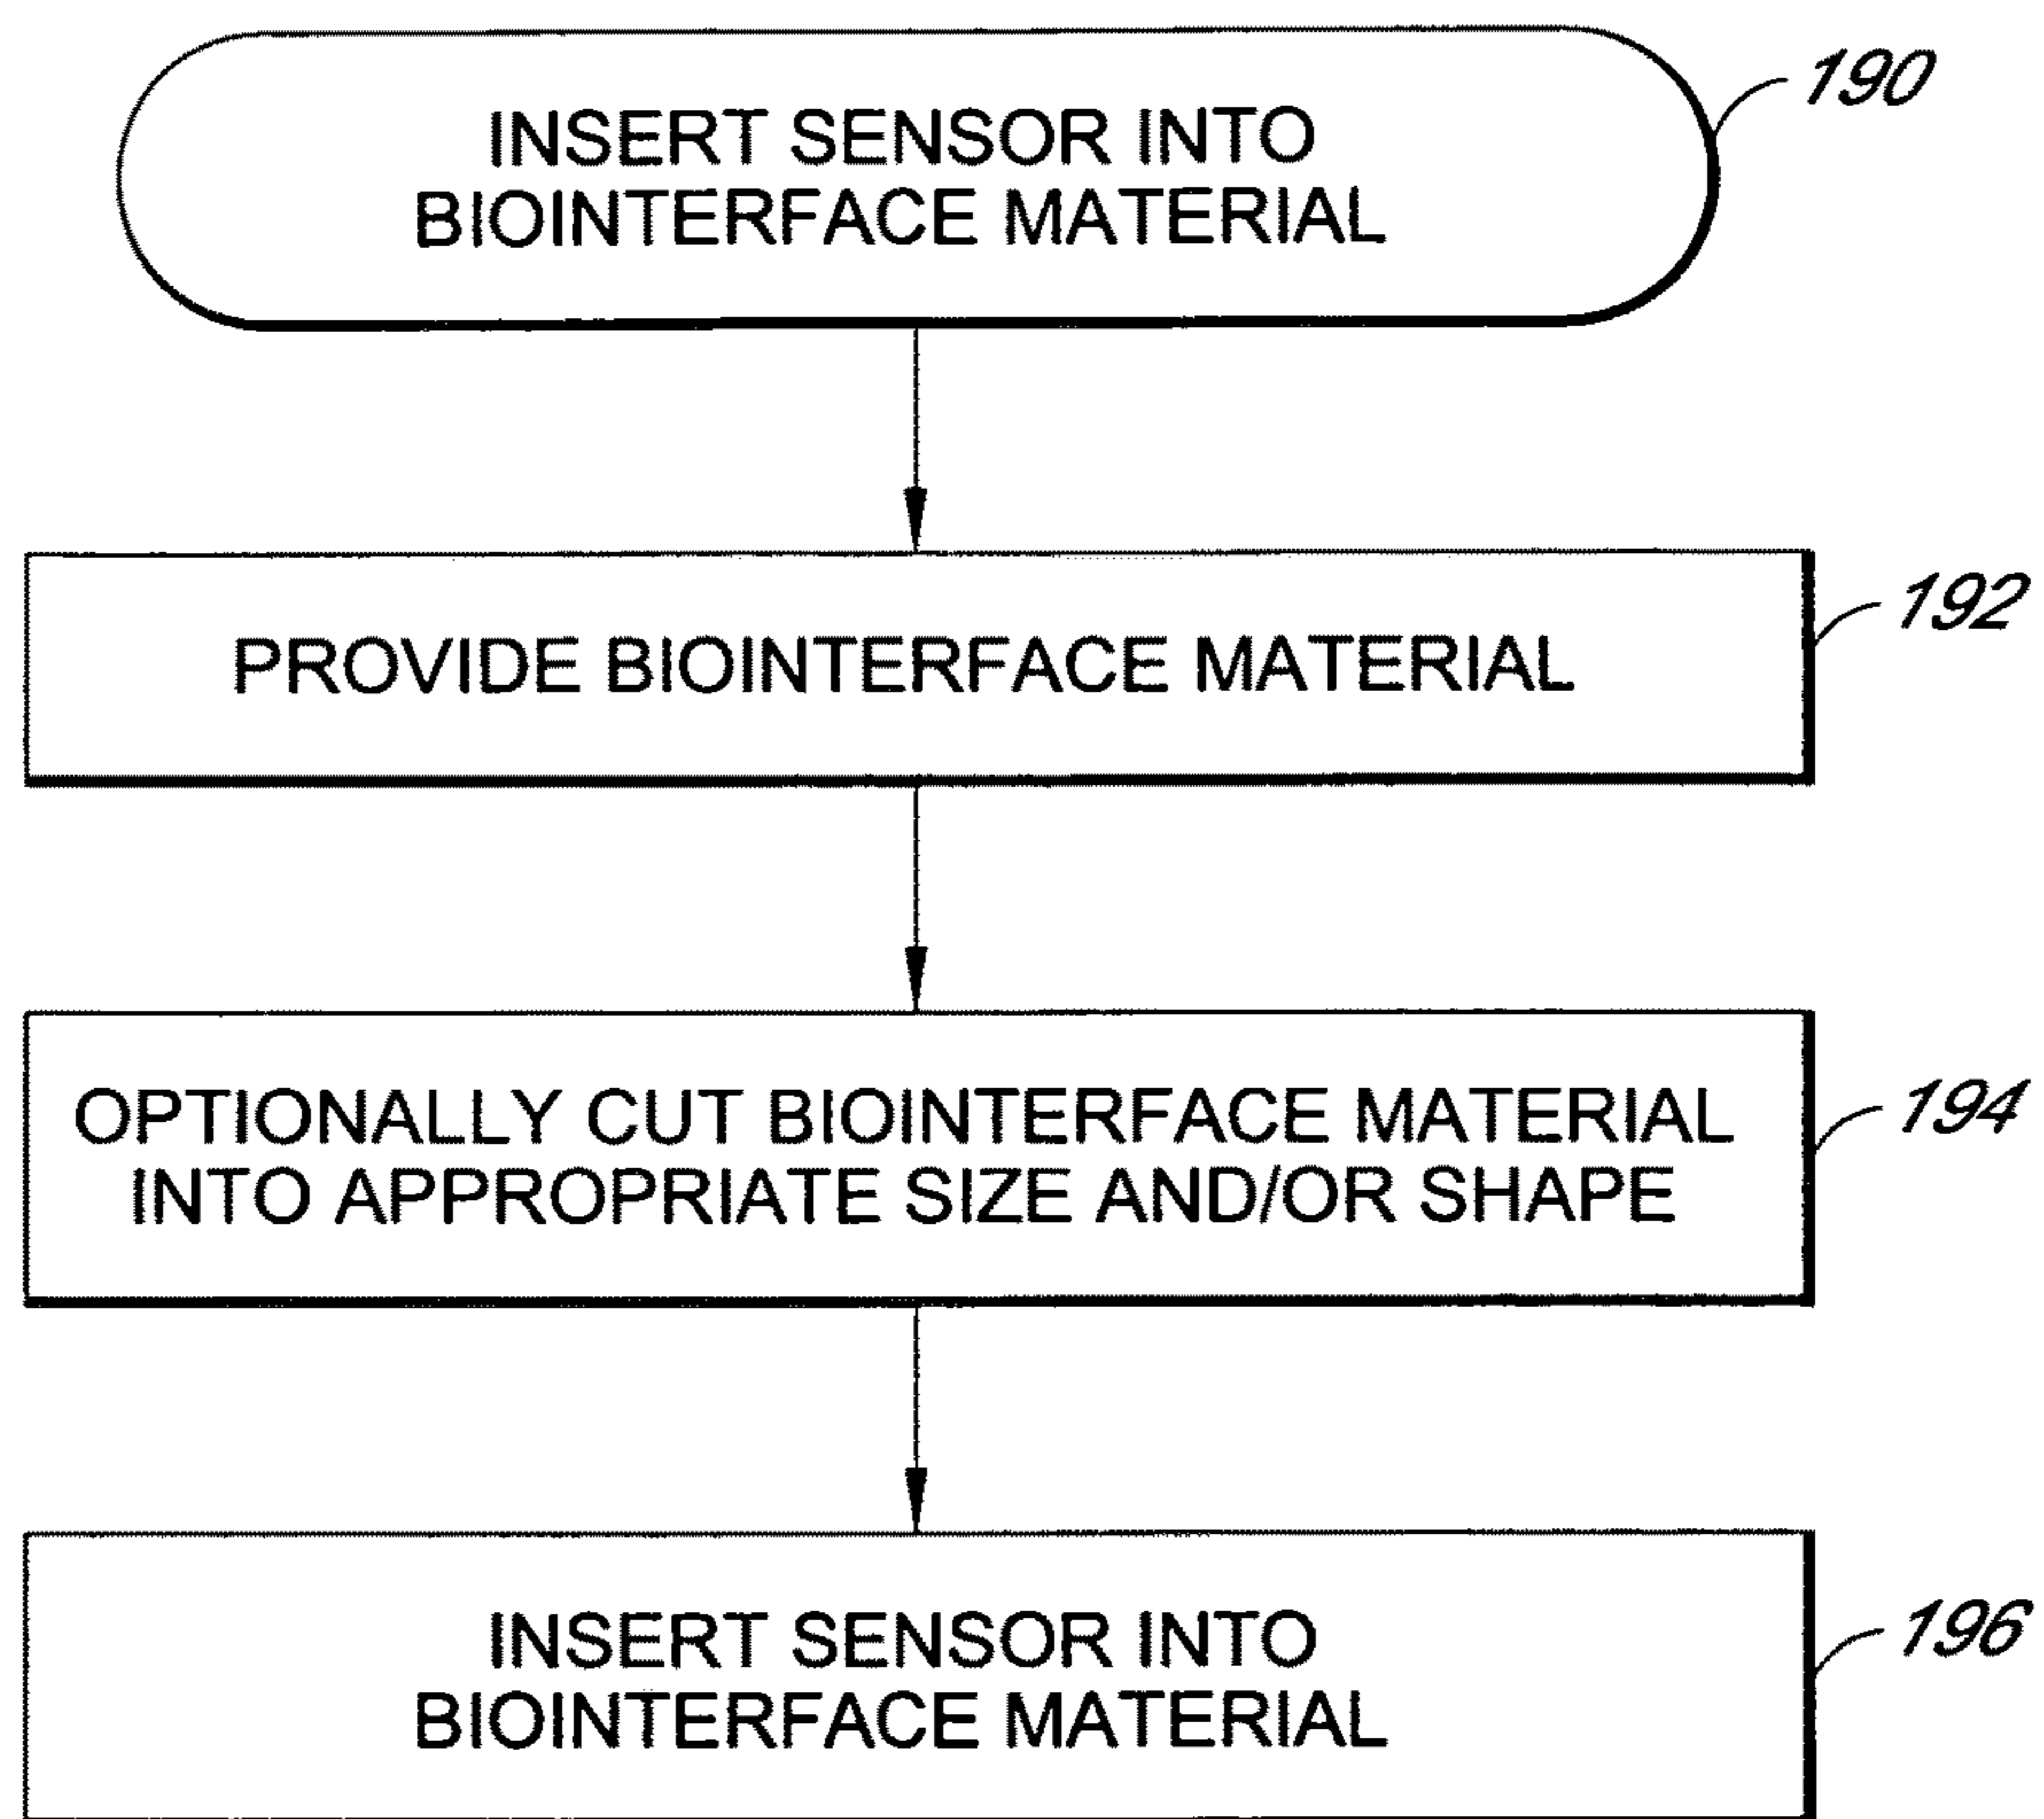 INSERT SENSOR INTO
BIOINTERFACE MATERIAL
190
PROVIDE BIOINTERFACE MATERIAL
192
OPTIONALLY CUT BIOINTERFACE MATERIAL
INTO APPROPRIATE SIZE AND/OR SHAPE
194
INSERT SENSOR INTO
BIOINTERFACE MATERIAL
196